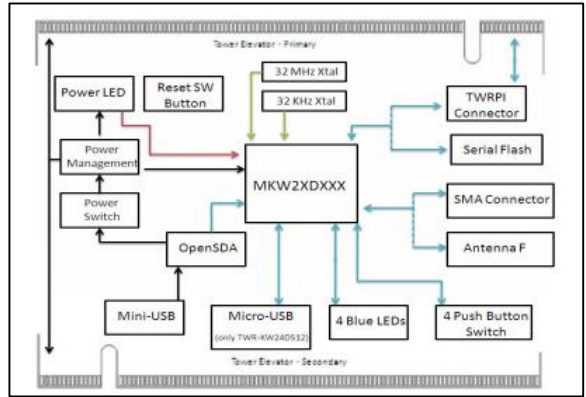 Tower Elevator - Primary
Power LED
Reset SW
Button
32 MHz Xtal
32 KHz Xtal
TWRPI
Connector
Serial Flash
Power
Management
MKW2XDXXX
Power
Switch
SMA Connector
OpenSDA
Antenna F
Mini-USB
Micro-USB
(only TWR-KW24D512)
4 Blue LEDs
4 Push Button
Switch
Tower Elevator - Secondary